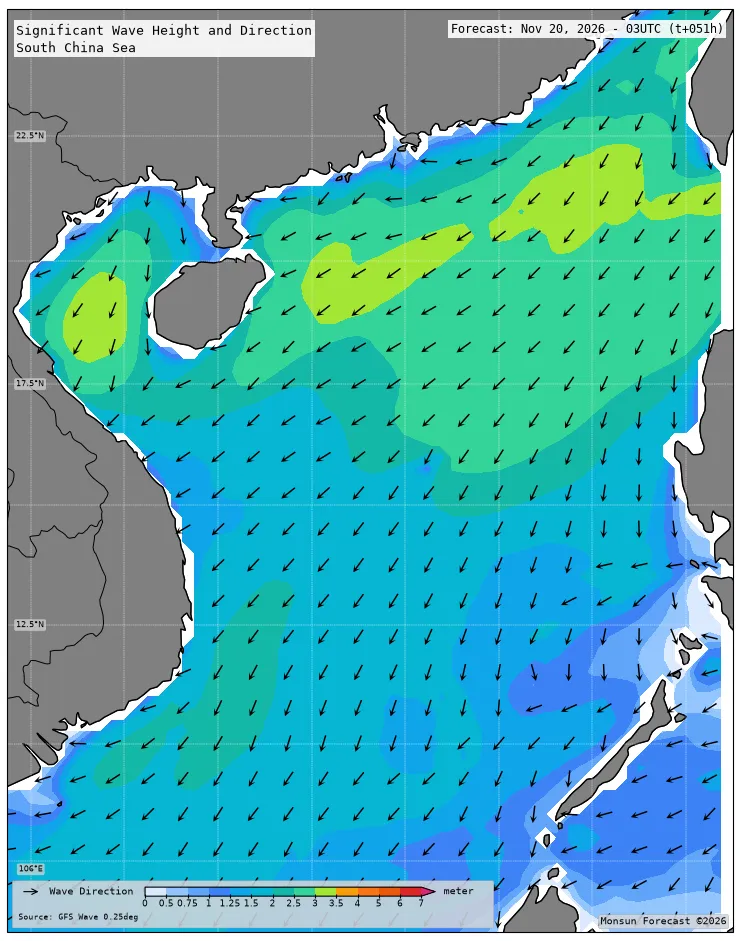 Significant Wave Height and Direction
South China Sea
Forecast: Nov 20, 2026 - 03UTC (t+051h)
22.5°N
17.5°N
12.5°N
106°E
Wave Direction
meter
0 0.5 0.75 1 1.25 1.5 2 2.5 3 3.5 4 5 6 7
Source: GFS Wave 0.25deg
Monsun Forecast ©2026